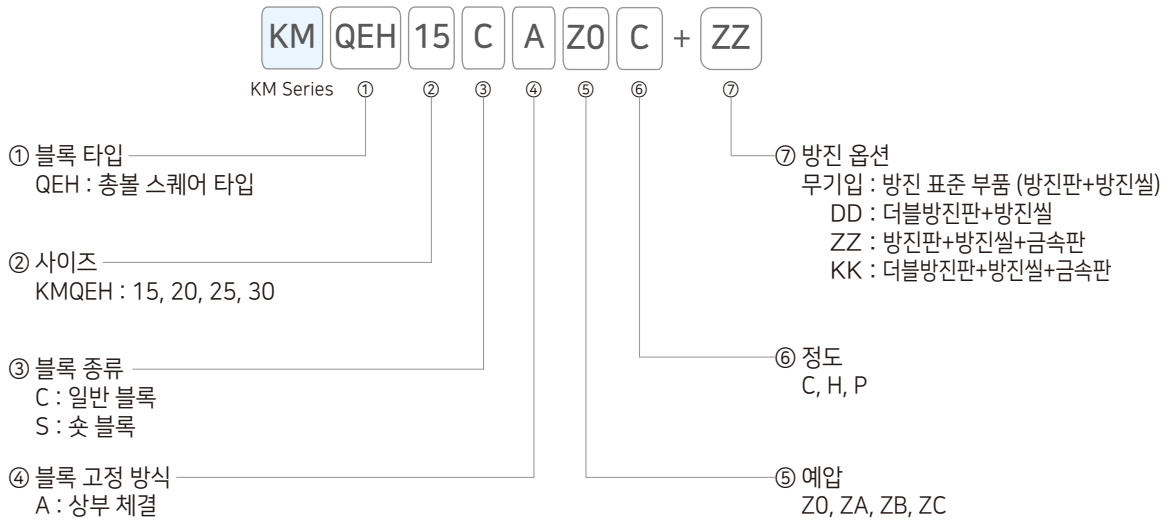 KM QEH 15 C A Z0 C + ZZ
KM Series ① ② ③ ④ ⑤ ⑥ ⑦
① 블록 타입
QEH : 총볼 스퀘어 타입
② 사이즈
KMQEH : 15, 20, 25, 30
③ 블록 종류
C : 일반 블록
S : 숏 블록
④ 블록 고정 방식
A : 상부 체결
⑦ 방진 옵션
무기입 : 방진 표준 부품 (방진판+방진씰)
DD : 더블방진판+방진씰
ZZ : 방진판+방진씰+금속판
KK : 더블방진판+방진씰+금속판
⑥ 정도
C, H, P
⑤ 예압
Z0, ZA, ZB, ZC